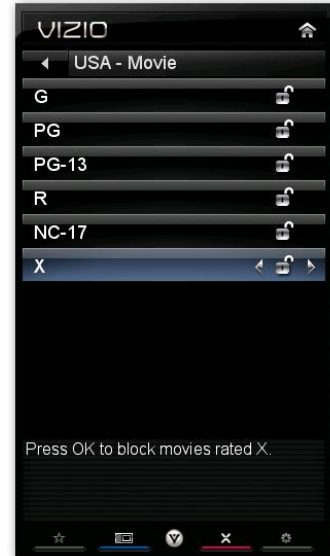 VIZIO
USA - Movie
G
PG
PG-13
R
NC-17
X
Press OK to block movies rated X.
V